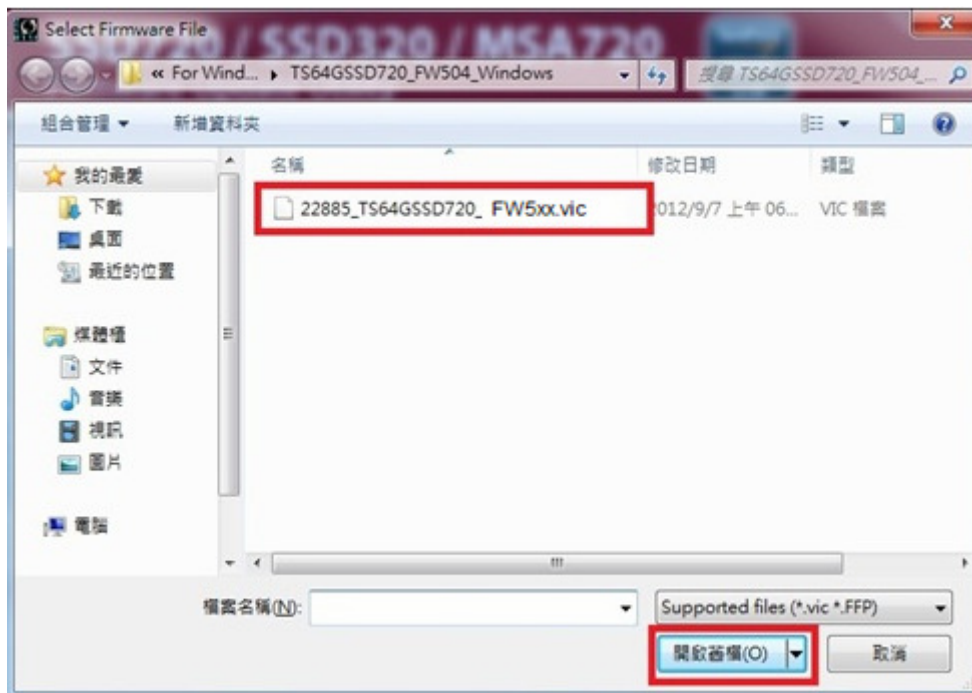 Select Firmware File
SSD720 / SSD320 / MSA720
« For Wind... ▸ TS64GSSD720_FW504_Windows
搜尋 TS64GSSD720_FW504_...
組合管理
新增資料夾
我的最愛
下載
桌面
最近的位置
媒體櫃
文件
音樂
視訊
圖片
電腦
名稱 修改日期 類型
22885_TS64GSSD720_ FW5xx.vic 2012/9/7 上午 06... VIC 檔案
檔案名稱(N): Supported files (*.vic *.FFP)
開啟舊檔(O) 取消